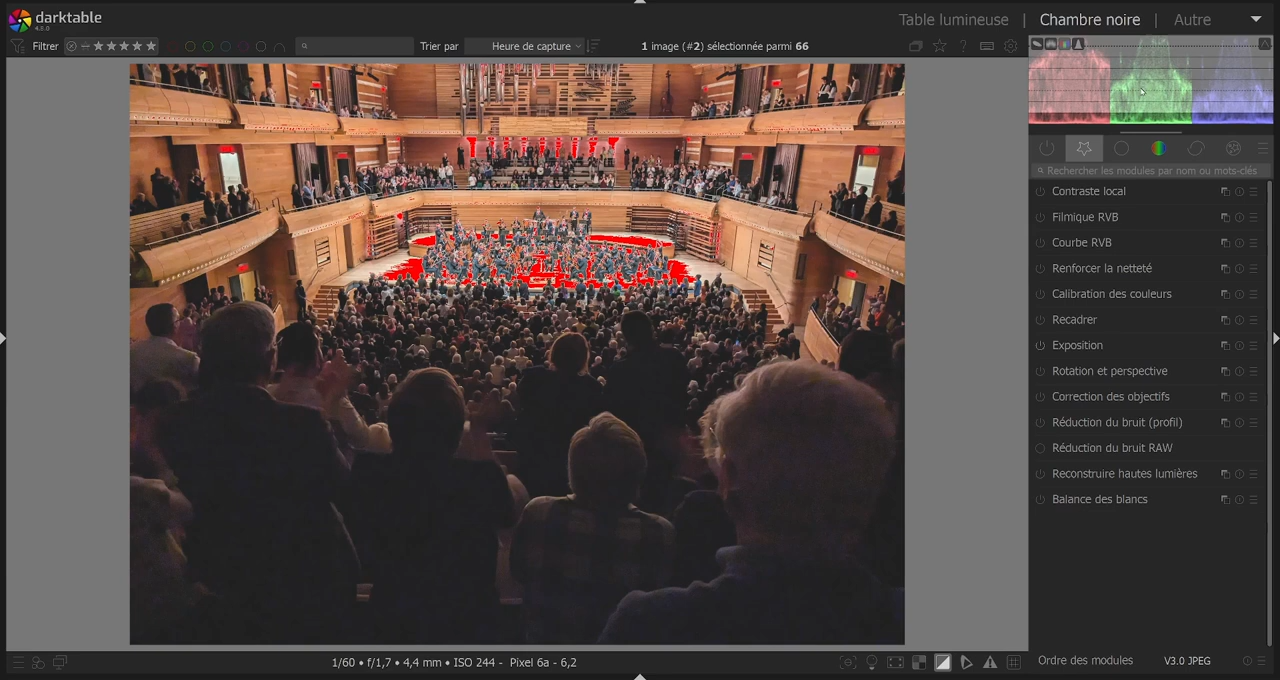 darktable
4.8.0
Table lumineuse | Chambre noire | Autre
Filtrer
Trier par
Heure de capture
1 image (#2) sélectionnée parmi 66
Rechercher les modules par nom ou mots-clés
Contraste local
Filmique RVB
Courbe RVB
Renforcer la netteté
Calibration des couleurs
Recadrer
Exposition
Rotation et perspective
Correction des objectifs
Réduction du bruit (profil)
Réduction du bruit RAW
Reconstruire hautes lumières
Balance des blancs
1/60 • f/1,7 • 4,4 mm • ISO 244 - Pixel 6a - 6,2
Ordre des modules
V3.0 JPEG